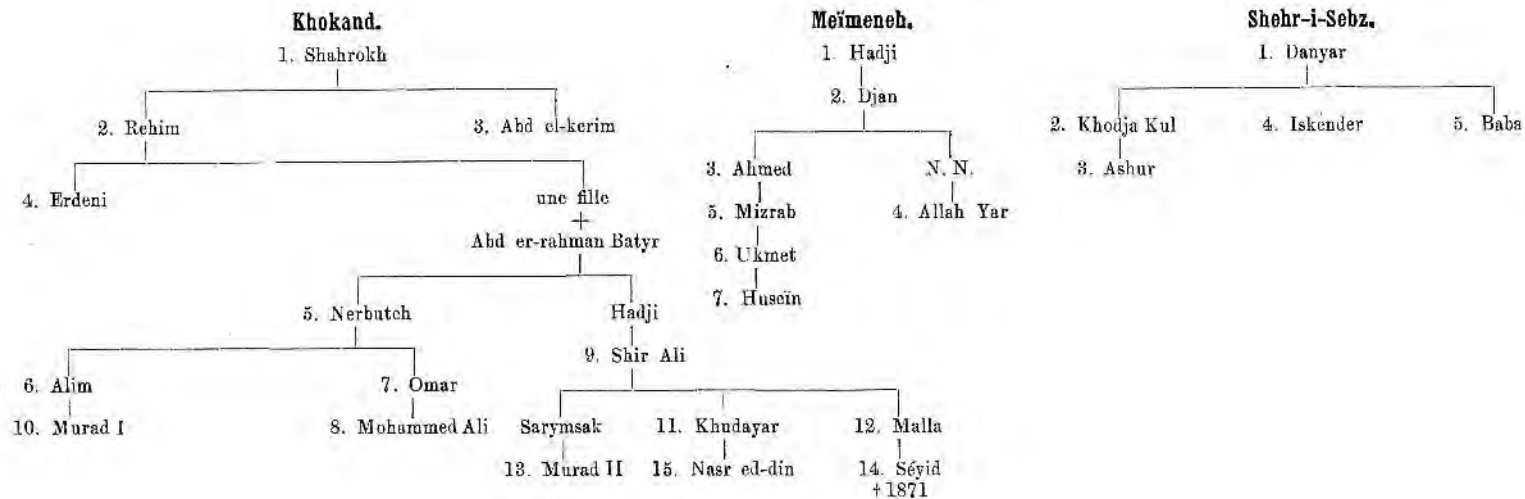 Khokand.
1. Shahrokh
2. Rehim
3. Abd el-kerim
4. Erdeni
une fille
+
Abd er-rahman Batyr
5. Nerbutch
Hadji
9. Shir Ali
6. Alim
7. Omar
10. Murad I
8. Mohammed Ali
Sarymsak
11. Khudayar
12. Malla
13. Murad II
15. Nasr ed-din
14. Séyid
+ 1871
Meïmeneh.
1. Hadji
2. Djan
3. Ahmed
N. N.
5. Mizrab
4. Allah Yar
6. Ukmet
7. Huseïn
Shehr-i-Sebz.
1. Danyar
2. Khodja Kul
4. Iskender
5. Baba
3. Ashur